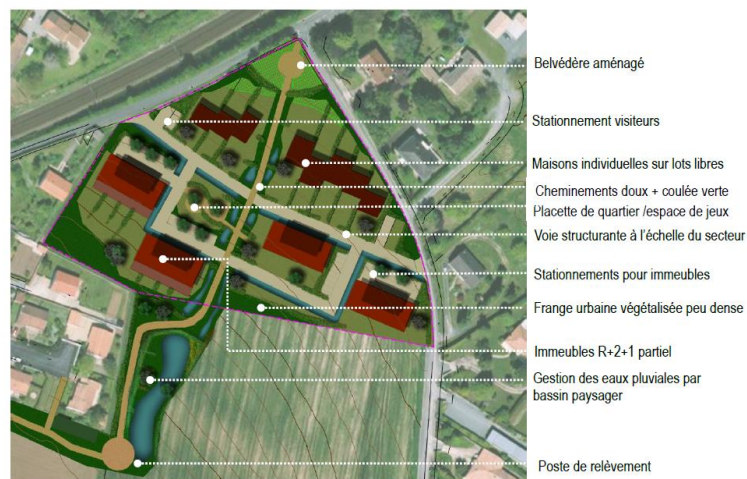 Belvédère aménagé
Stationnement visiteurs
Maisons individuelles sur lots libres
Cheminements doux + coulée verte
Placette de quartier /espace de jeux
Voie structurante à l'échelle du secteur
Stationnements pour immeubles
Frange urbaine végétalisée peu dense
Immeubles R+2+1 partiel
Gestion des eaux pluviales par
bassin paysager
Poste de relèvement